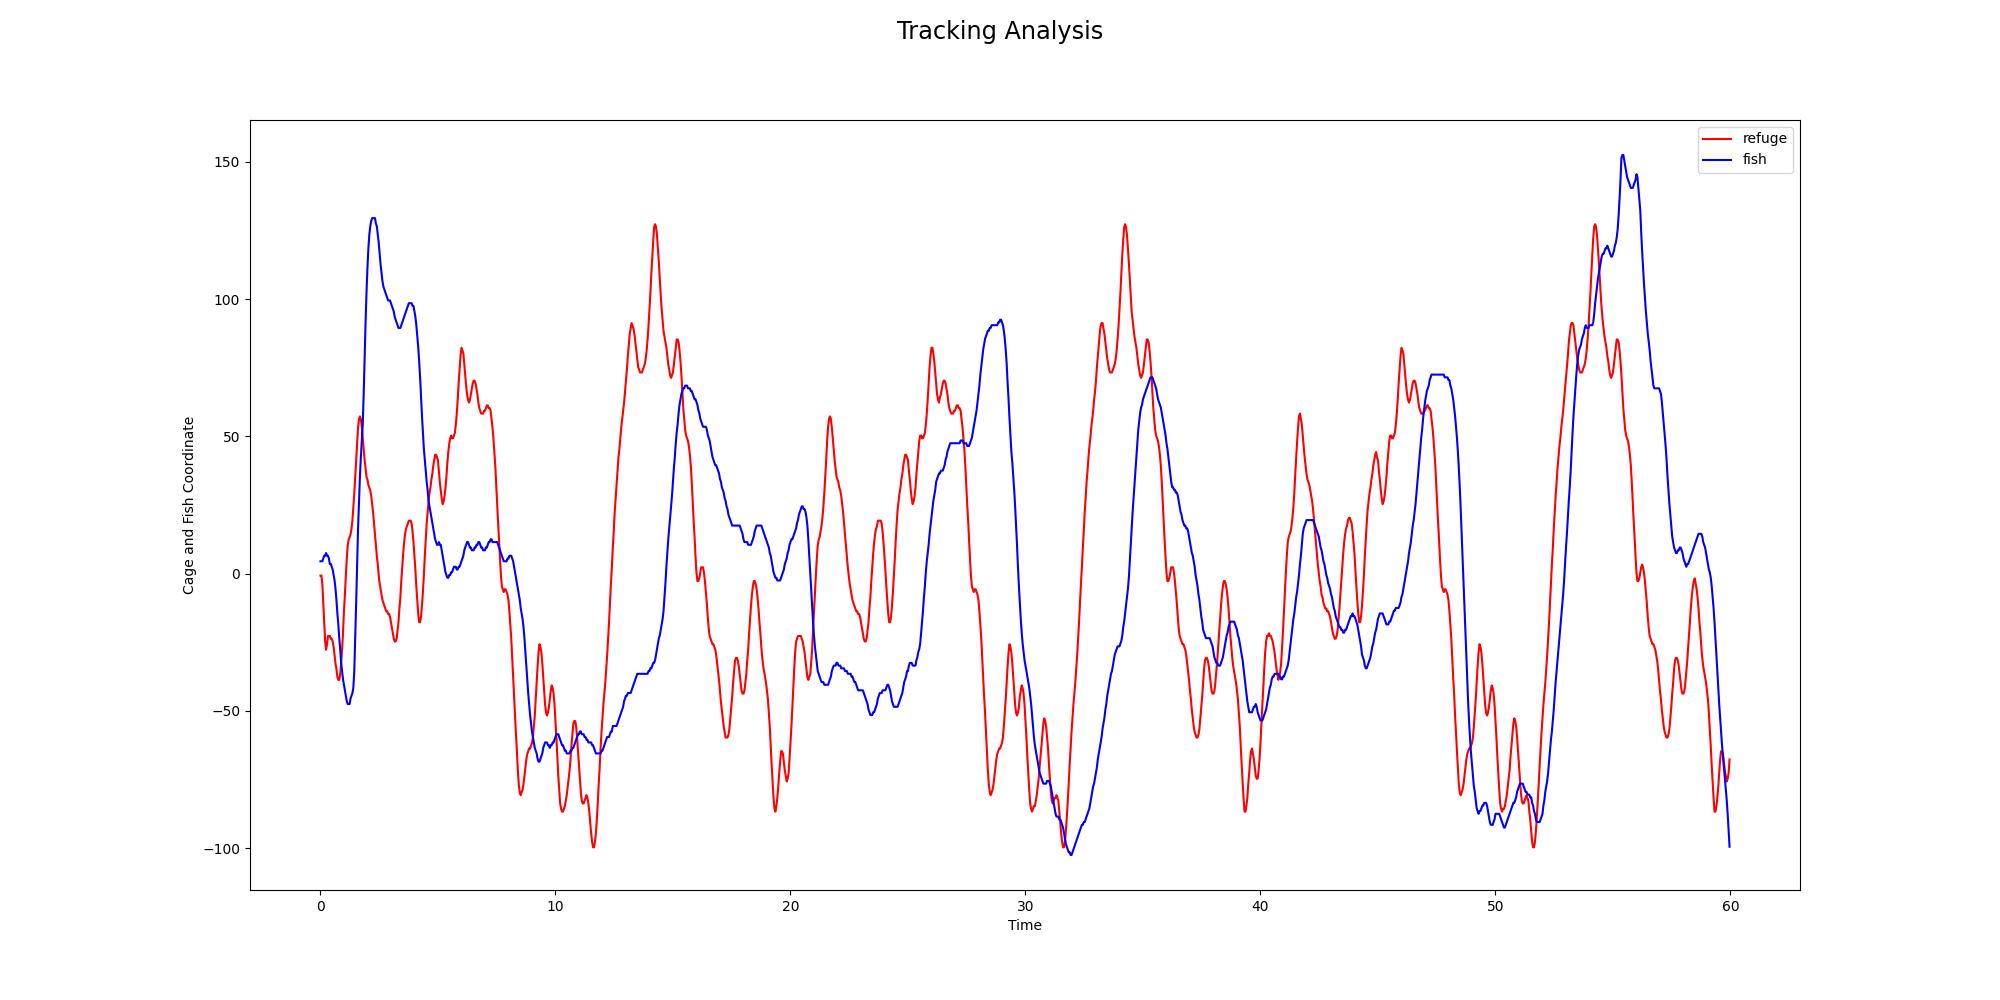 Tracking Analysis
refuge
fish
150
100
50
0
−50
−100
Cage and Fish Coordinate
0 10 20 30 40 50 60
Time